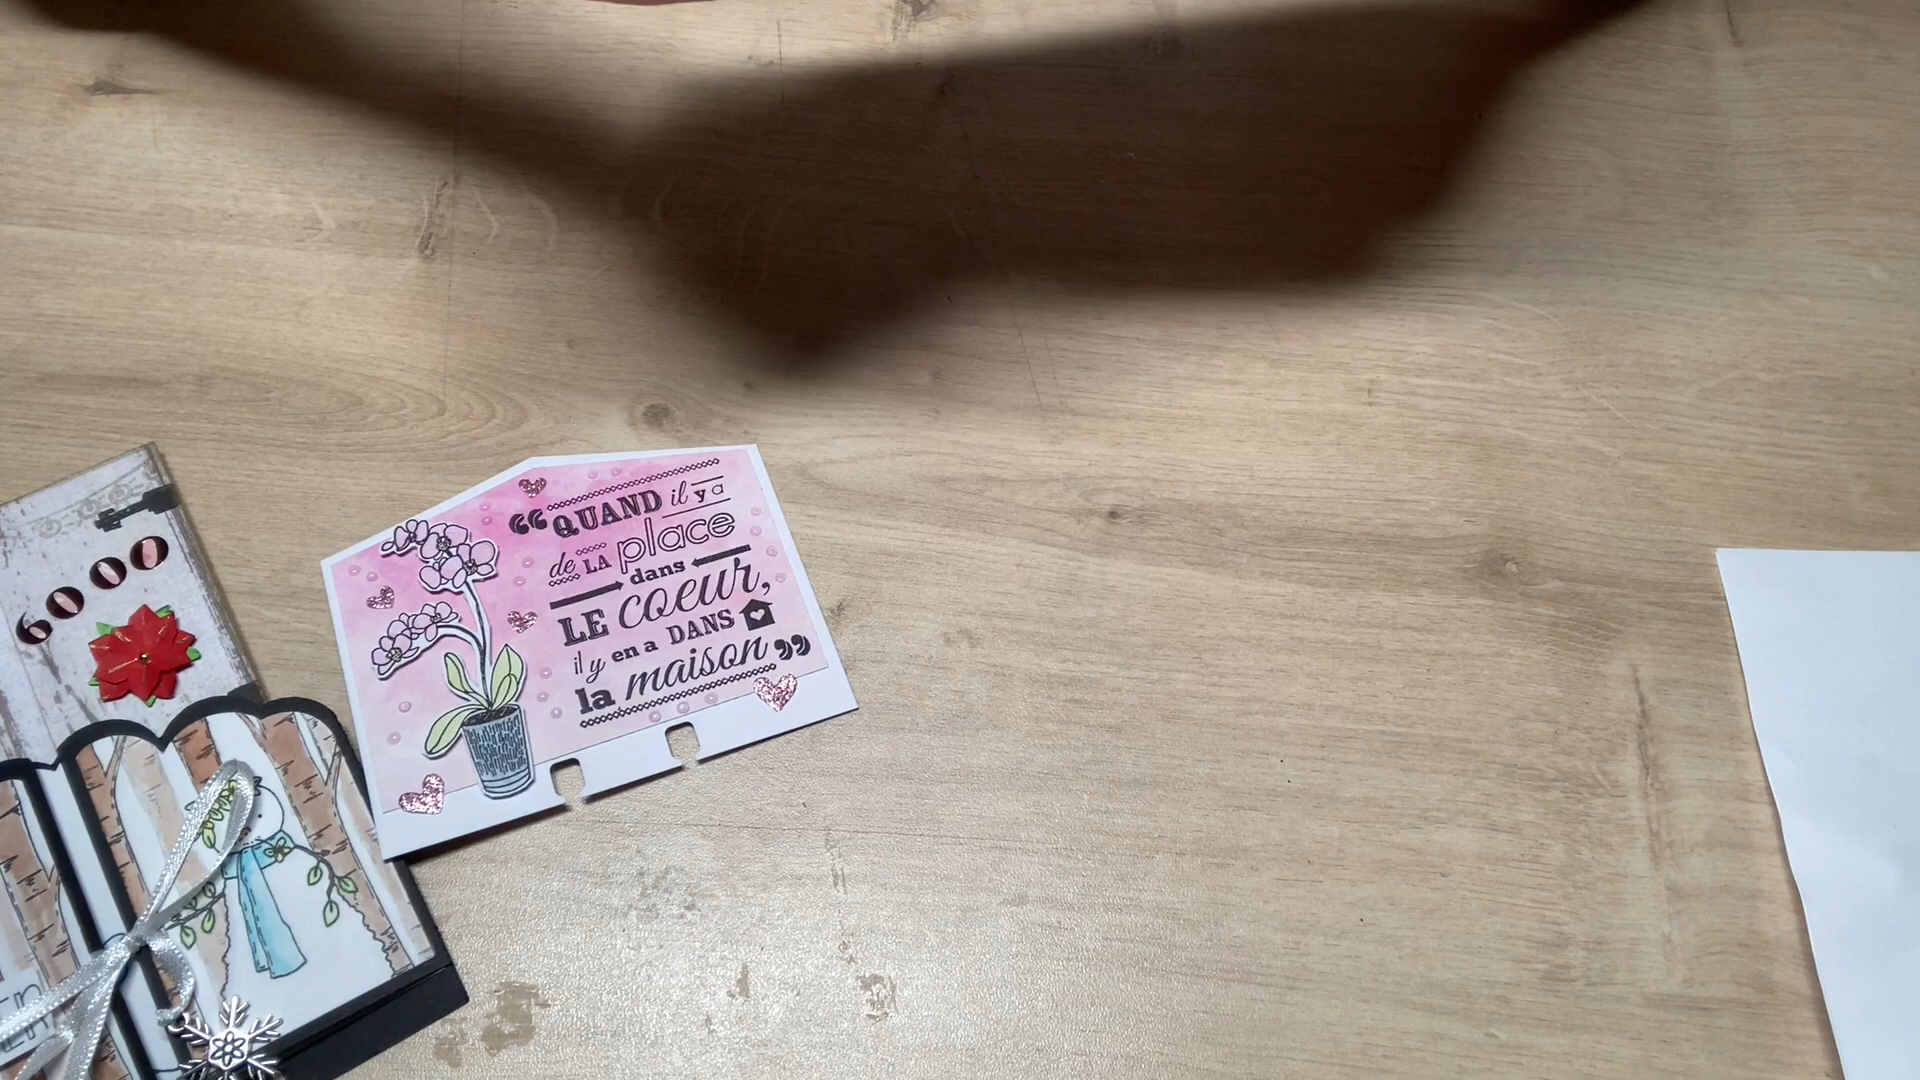 “QUAND il y a
de LA place
dans
LE coeur,
il y en a DANS
la maison”
6000